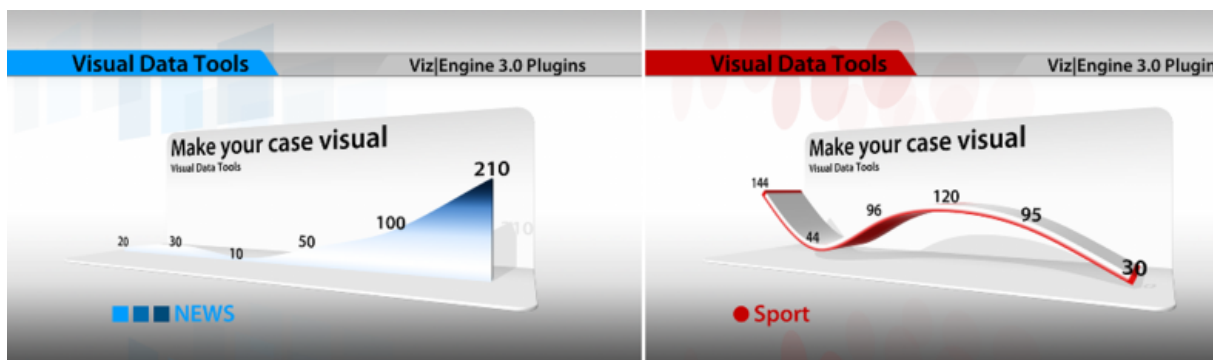 Visual Data Tools
Viz|Engine 3.0 Plugins
Make your case visual
Visual Data Tools
20
30
10
50
100
210
210
NEWS
Visual Data Tools
Viz|Engine 3.0 Plugin
Make your case visual
Visual Data Tools
144
44
96
120
95
30
Sport